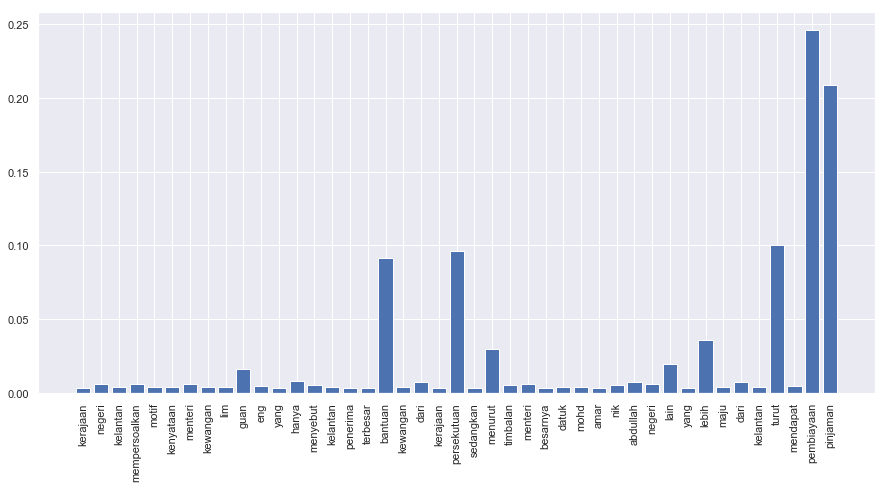 0.25
0.20
0.15
0.10
0.05
0.00
kerajaan
negeri
kelantan
mempersoalkan
motif
kenyataan
menteri
kewangan
lim
guan
eng
yang
hanya
menyebut
kelantan
penerima
terbesar
bantuan
kewangan
dari
kerajaan
persekutuan
sedangkan
menurut
timbalan
menteri
besarnya
datuk
mohd
amar
nik
abdullah
negeri
lain
yang
lebih
maju
dari
kelantan
turut
mendapat
pembiayaan
pinjaman